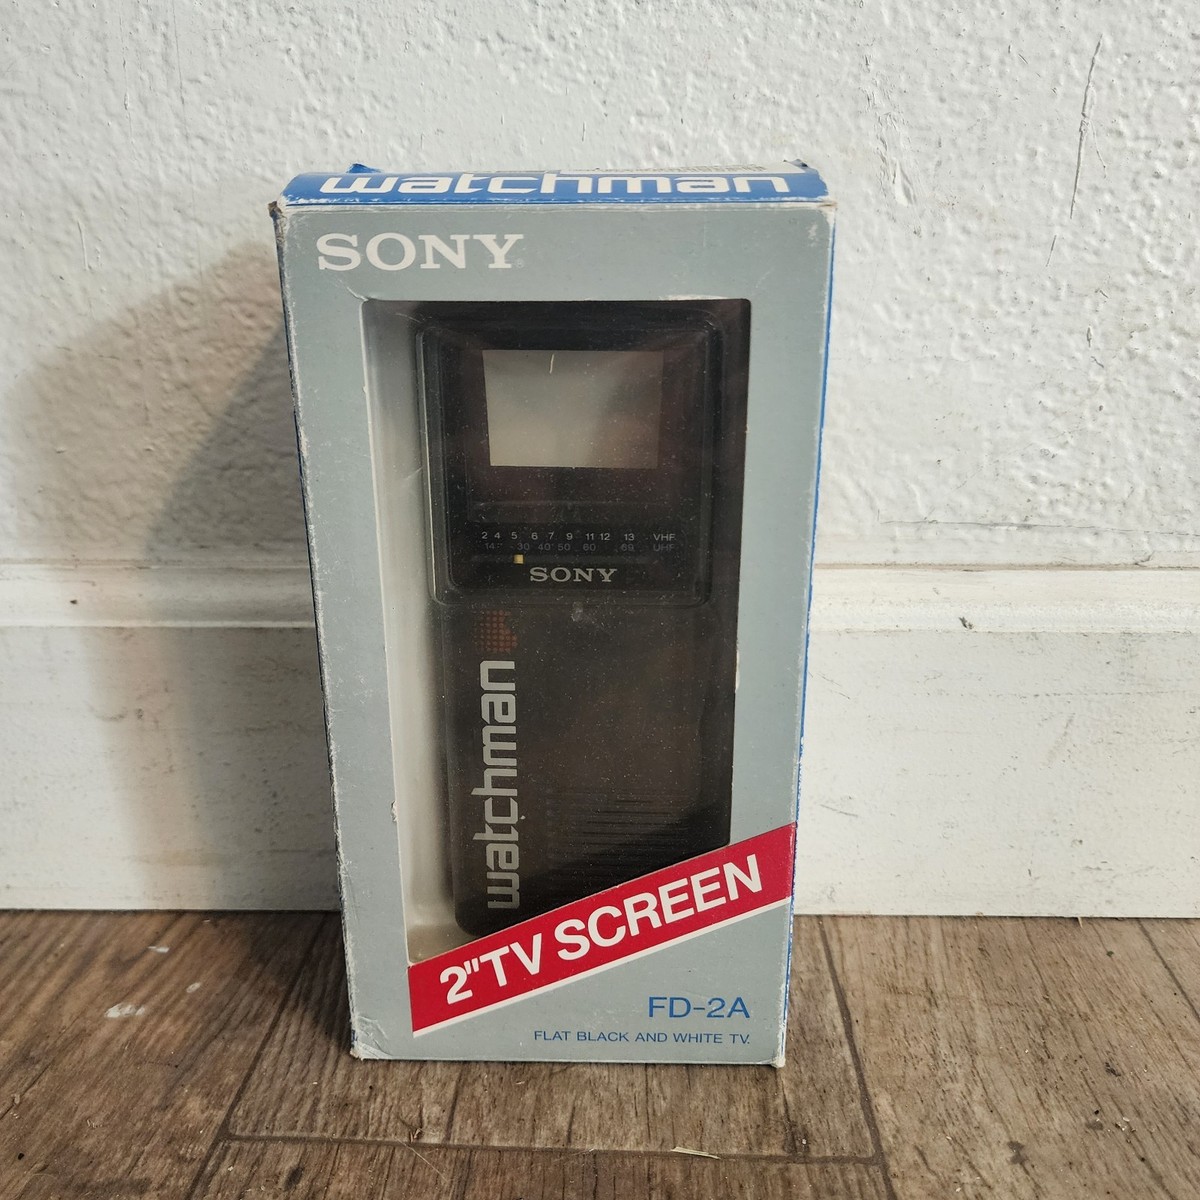 watchman
SONY
2 4 5 6 7 9 11 12 13 VHF
14 30 40 50 60 69 UHF
SONY
watchman
2" TV SCREEN
FD-2A
FLAT BLACK AND WHITE TV.